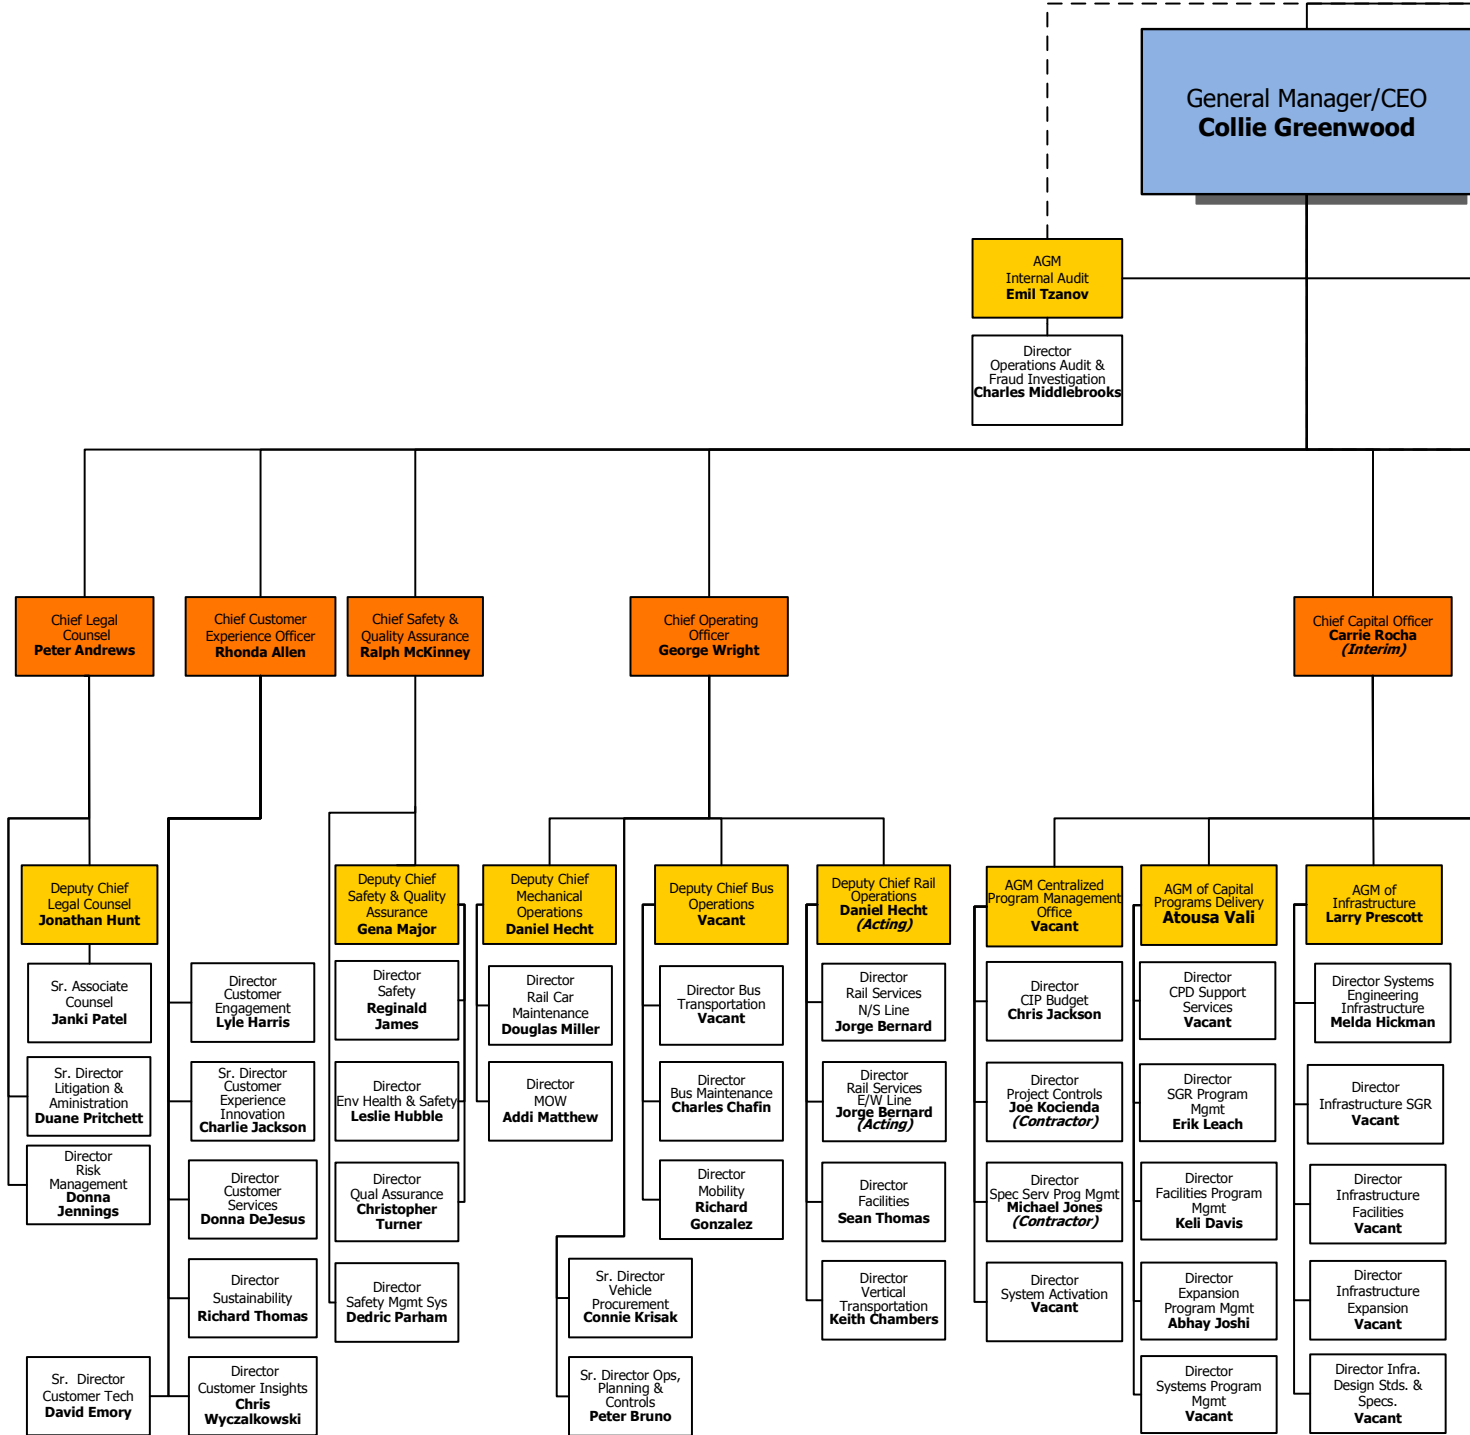 General Manager/CEO
Collie Greenwood
AGM
Internal Audit
Emil Tzanov
Director
Operations Audit &
Fraud Investigation
Charles Middlebrooks
Chief Legal
Counsel
Peter Andrews
Chief Customer
Experience Officer
Rhonda Allen
Chief Safety &
Quality Assurance
Ralph McKinney
Chief Operating
Officer
George Wright
Chief Capital Officer
Carrie Rocha
(Interim)
Deputy Chief
Legal Counsel
Jonathan Hunt
Deputy Chief
Safety & Quality
Assurance
Gena Major
Deputy Chief
Mechanical
Operations
Daniel Hecht
Deputy Chief Bus
Operations
Vacant
Deputy Chief Rail
Operations
Daniel Hecht
(Acting)
AGM Centralized
Program Management
Office
Vacant
AGM of Capital
Programs Delivery
Atousa Vali
AGM of
Infrastructure
Larry Prescott
Sr. Associate
Counsel
Janki Patel
Director
Customer
Engagement
Lyle Harris
Director
Safety
Reginald
James
Director
Rail Car
Maintenance
Douglas Miller
Director Bus
Transportation
Vacant
Director
Rail Services
N/S Line
Jorge Bernard
Director
CIP Budget
Chris Jackson
Director
CPD Support
Services
Vacant
Director Systems
Engineering
Infrastructure
Melda Hickman
Sr. Director
Litigation &
Aministration
Duane Pritchett
Sr. Director
Customer
Experience
Innovation
Charlie Jackson
Director
Env Health & Safety
Leslie Hubble
Director
MOW
Addi Matthew
Director
Bus Maintenance
Charles Chafin
Director
Rail Services
E/W Line
Jorge Bernard
(Acting)
Director
Project Controls
Joe Kocienda
(Contractor)
Director
SGR Program
Mgmt
Erik Leach
Director
Infrastructure SGR
Vacant
Director
Risk
Management
Donna
Jennings
Director
Customer
Services
Donna DeJesus
Director
Qual Assurance
Christopher
Turner
Director
Mobility
Richard
Gonzalez
Director
Facilities
Sean Thomas
Director
Spec Serv Prog Mgmt
Michael Jones
(Contractor)
Director
Facilities Program
Mgmt
Keli Davis
Director
Infrastructure
Facilities
Vacant
Director
Sustainability
Richard Thomas
Director
Safety Mgmt Sys
Dedric Parham
Sr. Director
Vehicle
Procurement
Connie Krisak
Director
Vertical
Transportation
Keith Chambers
Director
System Activation
Vacant
Director
Expansion
Program Mgmt
Abhay Joshi
Director
Infrastructure
Expansion
Vacant
Sr. Director
Customer Tech
David Emory
Director
Customer Insights
Chris
Wyczalkowski
Sr. Director Ops,
Planning &
Controls
Peter Bruno
Director
Systems Program
Mgmt
Vacant
Director Infra.
Design Stds. &
Specs.
Vacant